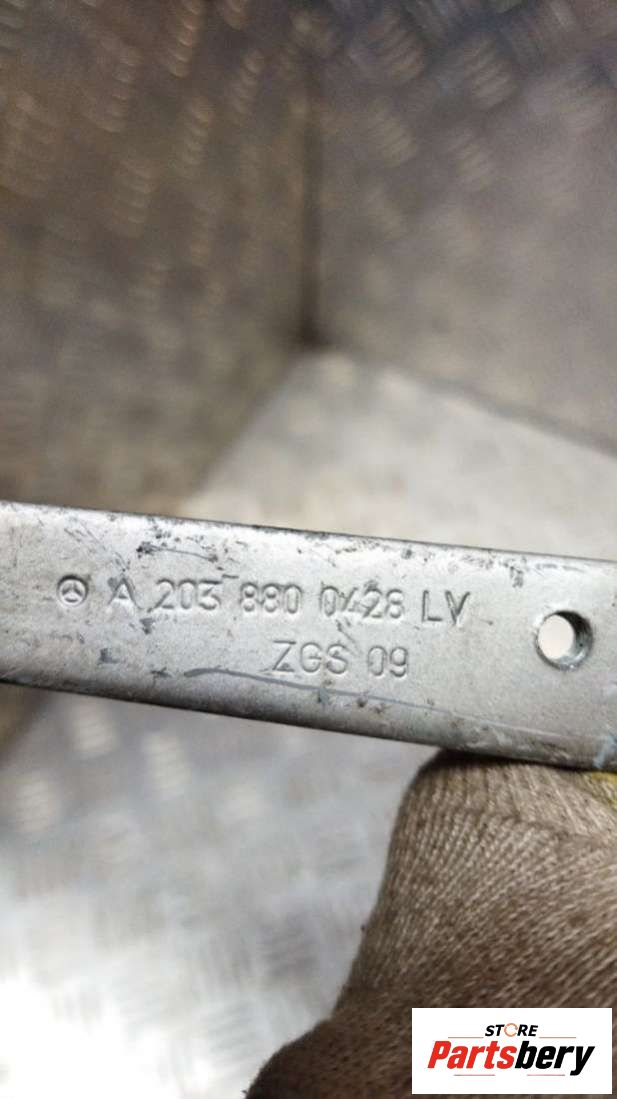 A 203 880 0428 LV
ZGS 09
STORE
Partsbery